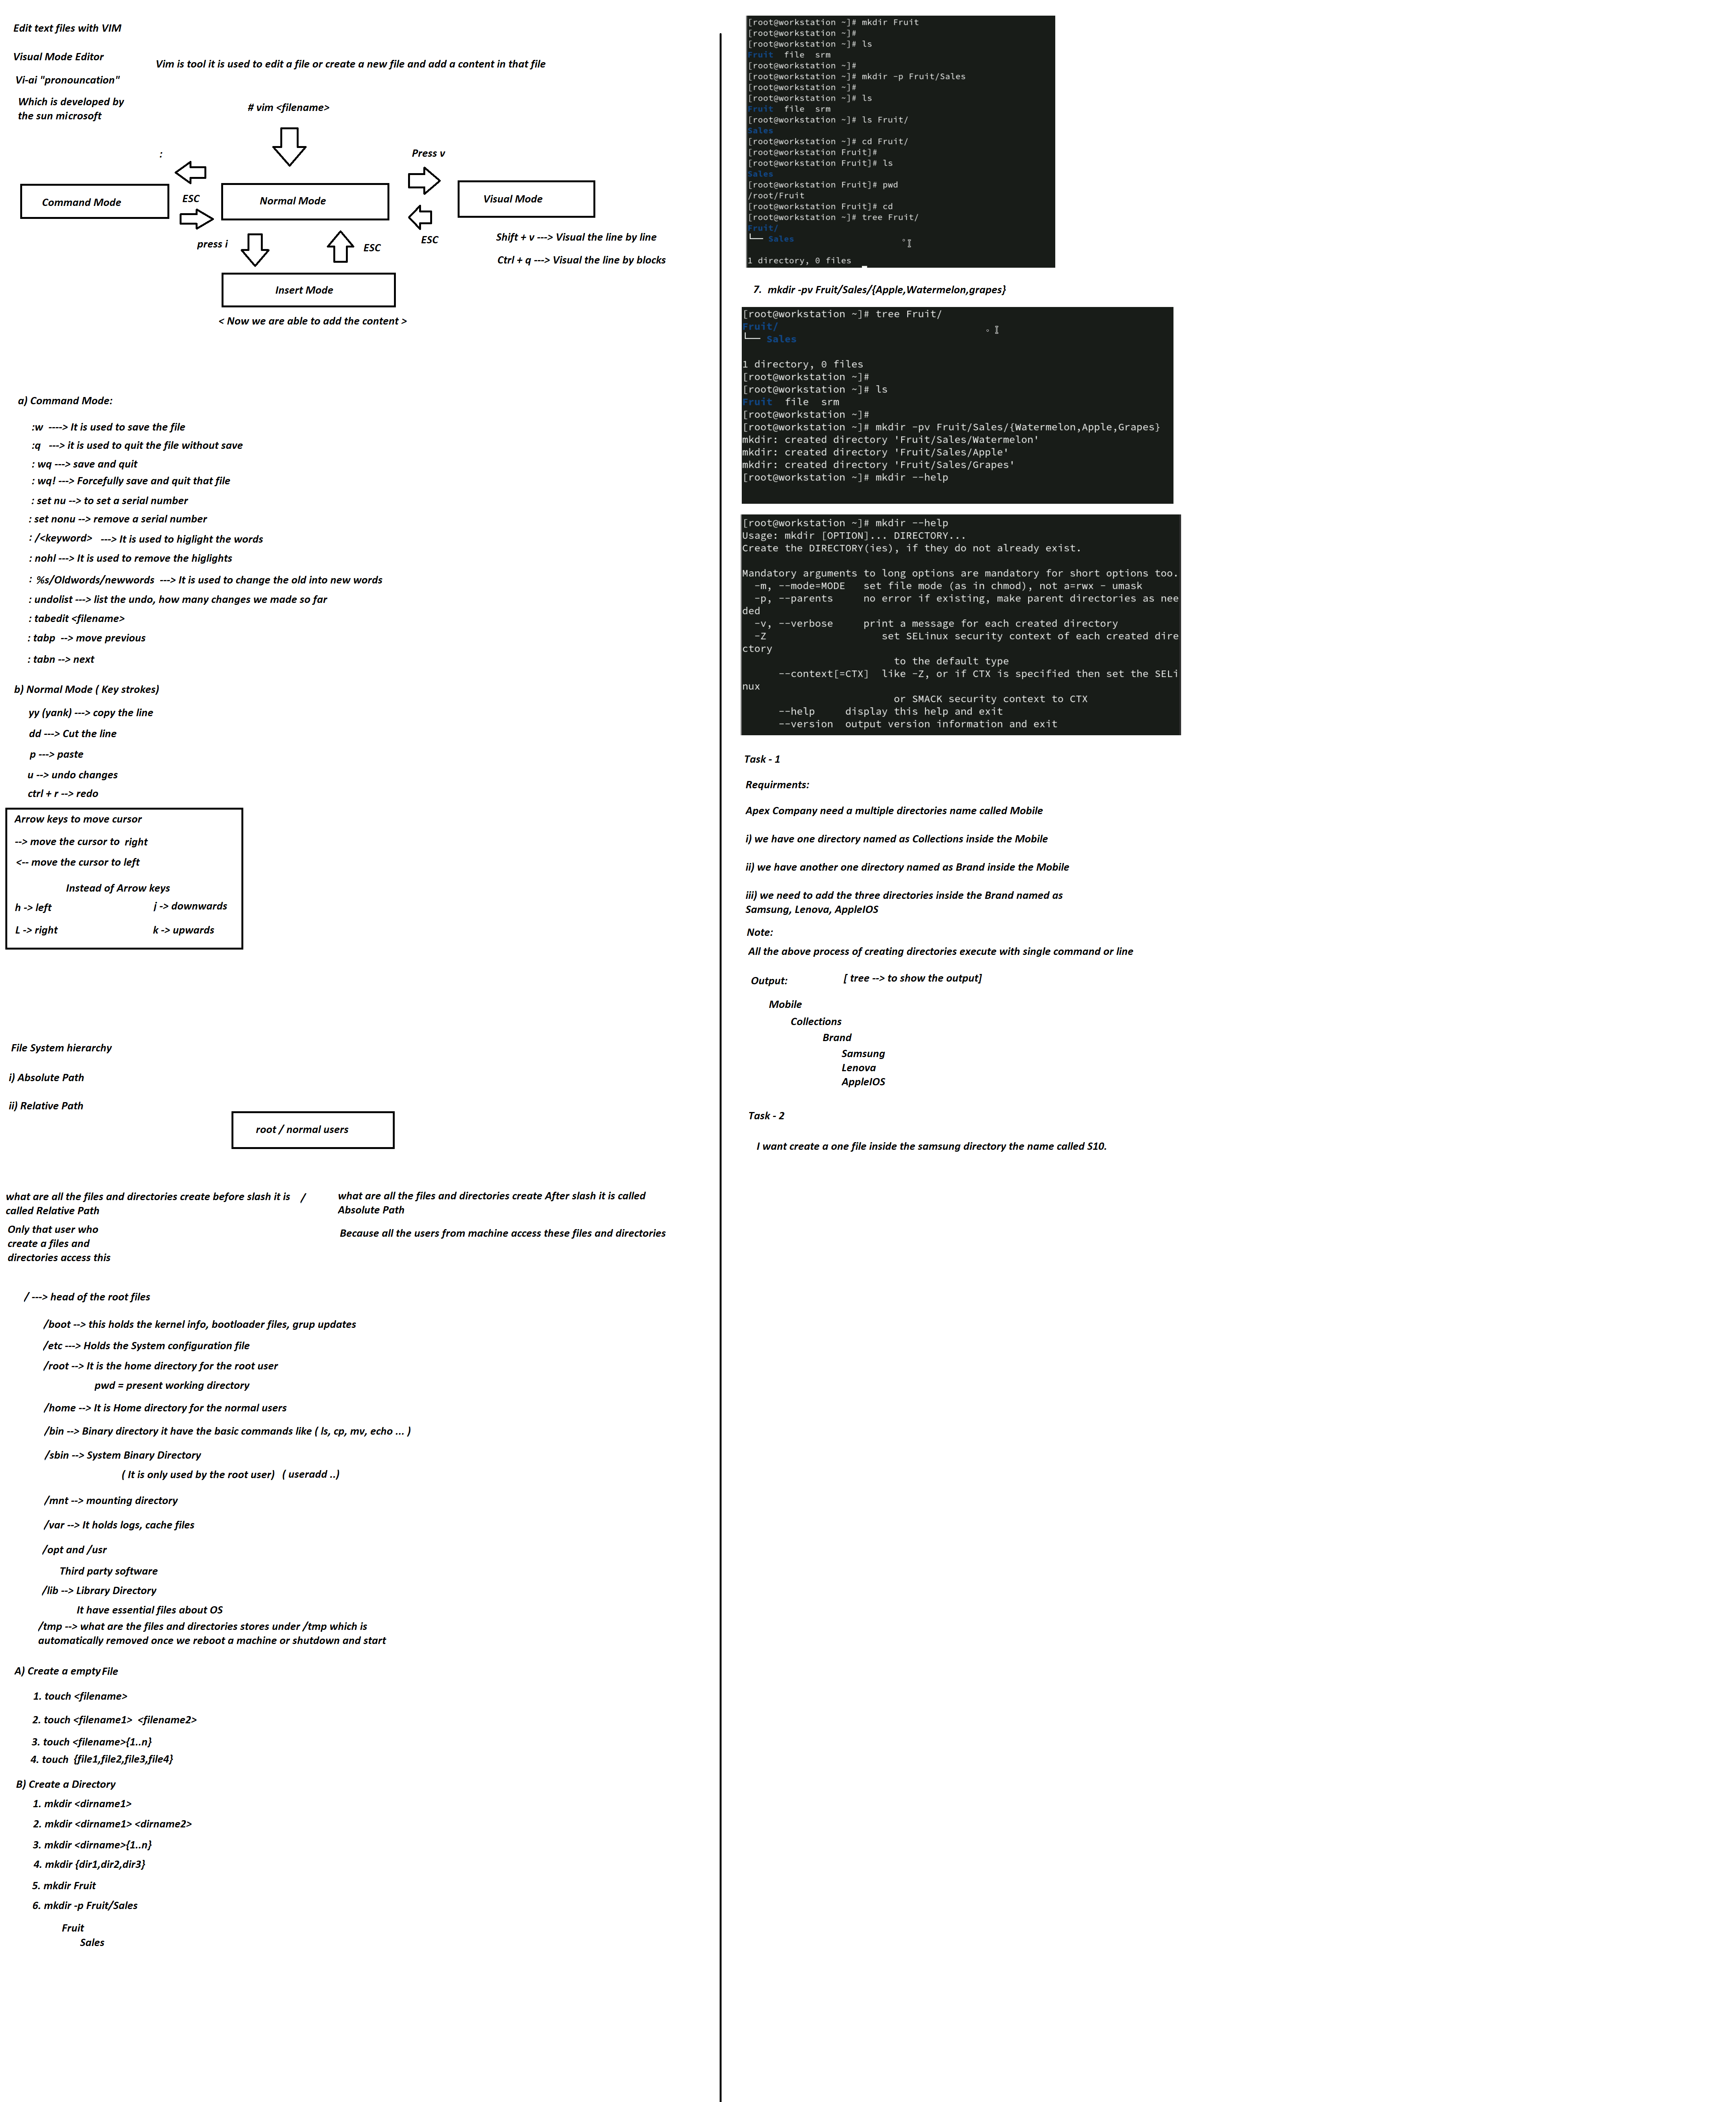 Edit text files with VIM
Visual Mode Editor
Vim is tool it is used to edit a file or create a new file and add a content in that file
Vi-ai "pronouncation"
Which is developed by
the sun microsoft
# vim <filename>
:
Press v
Command Mode
ESC
Normal Mode
Visual Mode
press i
ESC
ESC
Shift + v ---> Visual the line by line
Ctrl + q ---> Visual the line by blocks
Insert Mode
< Now we are able to add the content >
a) Command Mode:
:w ----> It is used to save the file
:q ---> it is used to quit the file without save
: wq ---> save and quit
: wq! ---> Forcefully save and quit that file
: set nu --> to set a serial number
: set nonu --> remove a serial number
: /<keyword> ---> It is used to higlight the words
: nohl ---> It is used to remove the higlights
: %s/Oldwords/newwords ---> It is used to change the old into new words
: undolist ---> list the undo, how many changes we made so far
: tabedit <filename>
: tabp --> move previous
: tabn --> next
b) Normal Mode ( Key strokes)
yy (yank) ---> copy the line
dd ---> Cut the line
p ---> paste
u --> undo changes
ctrl + r --> redo
Arrow keys to move cursor
--> move the cursor to right
<-- move the cursor to left
Instead of Arrow keys
h -> left
j -> downwards
L -> right
k -> upwards
File System hierarchy
i) Absolute Path
ii) Relative Path
root / normal users
what are all the files and directories create before slash it is
called Relative Path
/
what are all the files and directories create After slash it is called
Absolute Path
Only that user who
create a files and
directories access this
Because all the users from machine access these files and directories
/ ---> head of the root files
/boot --> this holds the kernel info, bootloader files, grup updates
/etc ---> Holds the System configuration file
/root --> It is the home directory for the root user
pwd = present working directory
/home --> It is Home directory for the normal users
/bin --> Binary directory it have the basic commands like ( ls, cp, mv, echo ... )
/sbin --> System Binary Directory
( It is only used by the root user) ( useradd ..)
/mnt --> mounting directory
/var --> It holds logs, cache files
/opt and /usr
Third party software
/lib --> Library Directory
It have essential files about OS
/tmp --> what are the files and directories stores under /tmp which is
automatically removed once we reboot a machine or shutdown and start
A) Create a empty File
1. touch <filename>
2. touch <filename1> <filename2>
3. touch <filename>{1..n}
4. touch {file1,file2,file3,file4}
B) Create a Directory
1. mkdir <dirname1>
2. mkdir <dirname1> <dirname2>
3. mkdir <dirname>{1..n}
4. mkdir {dir1,dir2,dir3}
5. mkdir Fruit
6. mkdir -p Fruit/Sales
Fruit
Sales
[root@workstation ~]# mkdir Fruit
[root@workstation ~]#
[root@workstation ~]# ls
Fruit file srm
[root@workstation ~]#
[root@workstation ~]# mkdir -p Fruit/Sales
[root@workstation ~]#
[root@workstation ~]# ls
Fruit file srm
[root@workstation ~]# ls Fruit/
Sales
[root@workstation ~]# cd Fruit/
[root@workstation Fruit]#
[root@workstation Fruit]# ls
Sales
[root@workstation Fruit]# pwd
/root/Fruit
[root@workstation Fruit]# cd
[root@workstation ~]# tree Fruit/
Fruit/
└── Sales
1 directory, 0 files
7. mkdir -pv Fruit/Sales/{Apple,Watermelon,grapes}
[root@workstation ~]# tree Fruit/
Fruit/
└── Sales
1 directory, 0 files
[root@workstation ~]#
[root@workstation ~]# ls
Fruit file srm
[root@workstation ~]#
[root@workstation ~]# mkdir -pv Fruit/Sales/{Watermelon,Apple,Grapes}
mkdir: created directory 'Fruit/Sales/Watermelon'
mkdir: created directory 'Fruit/Sales/Apple'
mkdir: created directory 'Fruit/Sales/Grapes'
[root@workstation ~]# mkdir --help
[root@workstation ~]# mkdir --help
Usage: mkdir [OPTION]... DIRECTORY...
Create the DIRECTORY(ies), if they do not already exist.
Mandatory arguments to long options are mandatory for short options too.
-m, --mode=MODE set file mode (as in chmod), not a=rwx - umask
-p, --parents no error if existing, make parent directories as nee
ded
-v, --verbose print a message for each created directory
-Z set SELinux security context of each created dire
ctory
to the default type
--context[=CTX] like -Z, or if CTX is specified then set the SELi
nux
or SMACK security context to CTX
--help display this help and exit
--version output version information and exit
Task - 1
Requirments:
Apex Company need a multiple directories name called Mobile
i) we have one directory named as Collections inside the Mobile
ii) we have another one directory named as Brand inside the Mobile
iii) we need to add the three directories inside the Brand named as
Samsung, Lenova, AppleIOS
Note:
All the above process of creating directories execute with single command or line
Output: [ tree --> to show the output]
Mobile
Collections
Brand
Samsung
Lenova
AppleIOS
Task - 2
I want create a one file inside the samsung directory the name called S10.